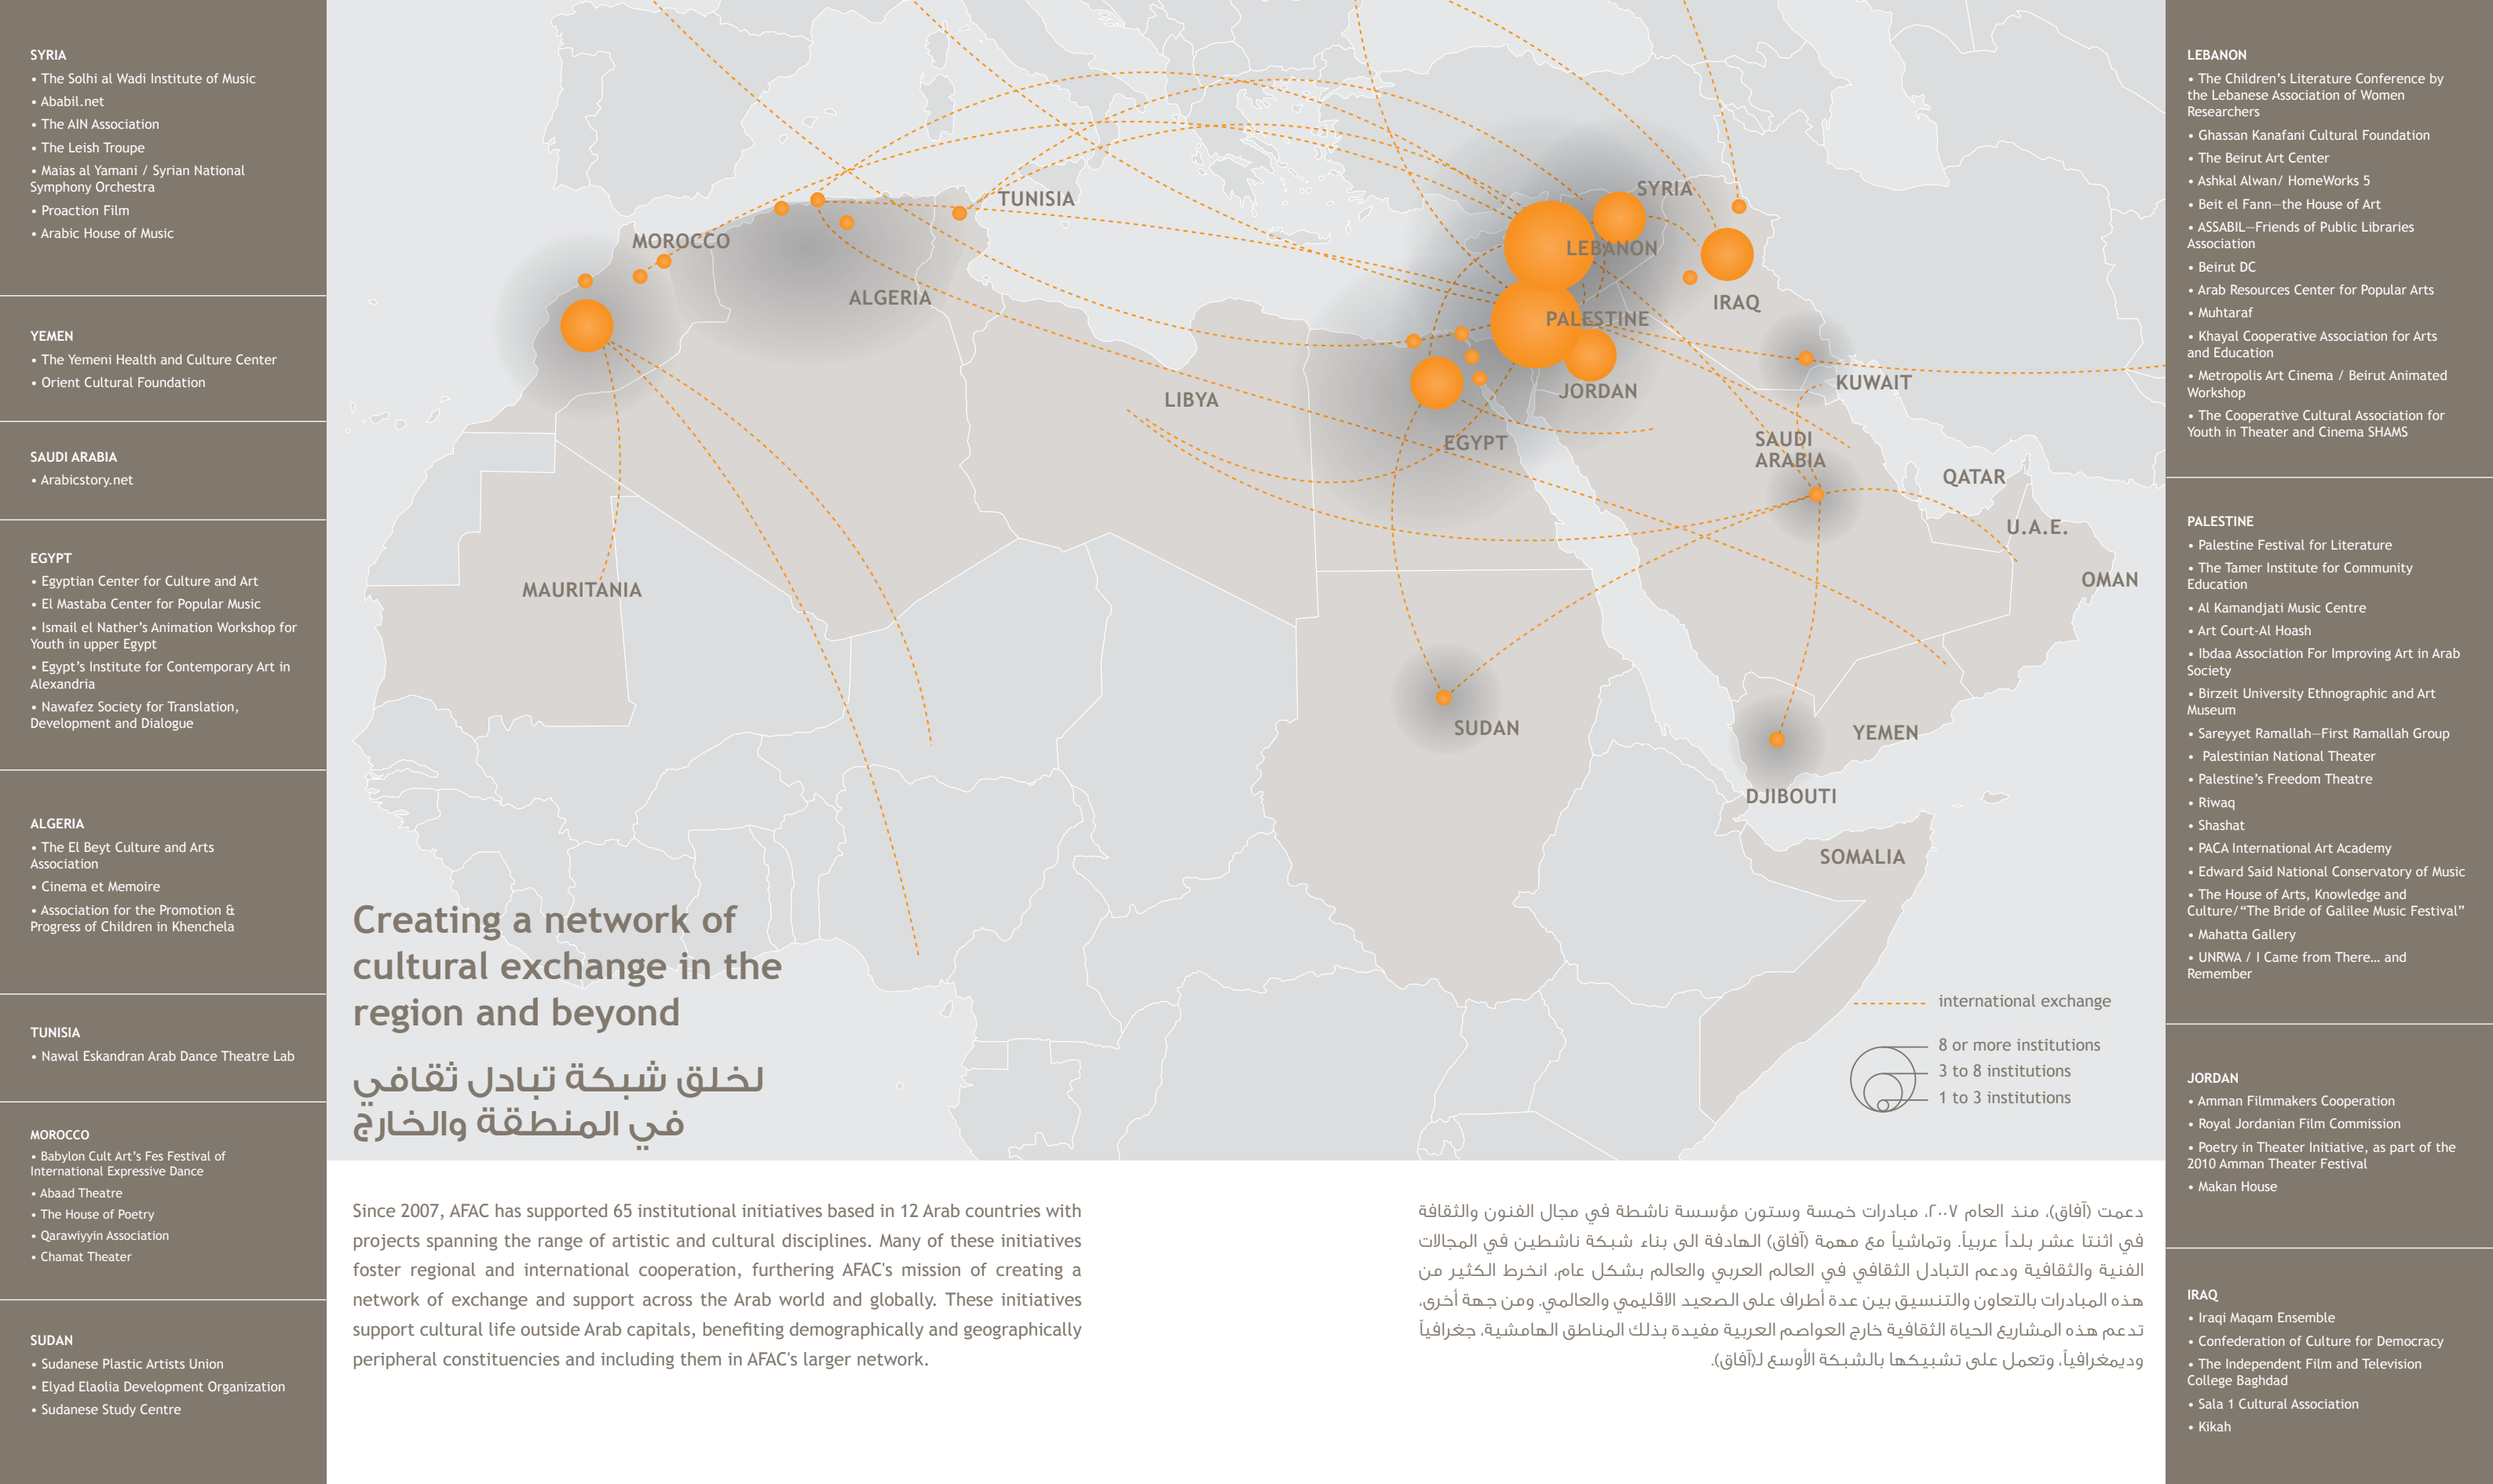 SYRIA
• The Solhi al Wadi Institute of Music
• Ababil.net
• The AIN Association
• The Leish Troupe
• Maias al Yamani / Syrian National
Symphony Orchestra
• Proaction Film
• Arabic House of Music
YEMEN
• The Yemeni Health and Culture Center
• Orient Cultural Foundation
SAUDI ARABIA
• Arabicstory.net
EGYPT
• Egyptian Center for Culture and Art
• El Mastaba Center for Popular Music
• Ismail el Nather’s Animation Workshop for
Youth in upper Egypt
• Egypt’s Institute for Contemporary Art in
Alexandria
• Nawafez Society for Translation,
Development and Dialogue
ALGERIA
• The El Beyt Culture and Arts
Association
• Cinema et Memoire
• Association for the Promotion &
Progress of Children in Khenchela
TUNISIA
• Nawal Eskandran Arab Dance Theatre Lab
MOROCCO
• Babylon Cult Art’s Fes Festival of
International Expressive Dance
• Abaad Theatre
• The House of Poetry
• Qarawiyyin Association
• Chamat Theater
SUDAN
• Sudanese Plastic Artists Union
• Elyad Elaolia Development Organization
• Sudanese Study Centre
SYRIA
TUNISIA
MOROCCO
LEBANON
ALGERIA
IRAQ
PALESTINE
KUWAIT
JORDAN
LIBYA
EGYPT
SAUDI
ARABIA
QATAR
U.A.E.
OMAN
MAURITANIA
SUDAN
YEMEN
DJIBOUTI
SOMALIA
Creating a network of
cultural exchange in the
region and beyond
لخلق شبكة تبادل ثقافي
في المنطقة والخارج
international exchange
8 or more institutions
3 to 8 institutions
1 to 3 institutions
Since 2007, AFAC has supported 65 institutional initiatives based in 12 Arab countries with
projects spanning the range of artistic and cultural disciplines. Many of these initiatives
foster regional and international cooperation, furthering AFAC's mission of creating a
network of exchange and support across the Arab world and globally. These initiatives
support cultural life outside Arab capitals, benefiting demographically and geographically
peripheral constituencies and including them in AFAC's larger network.
دعمت (آفاق)، منذ العام ٢٠٠٧، مبادرات خمسة وستون مؤسسة ناشطة في مجال الفنون والثقافة
في اثنتا عشر بلداً عربياً. وتماشياً مع مهمة (آفاق) الهادفة الى بناء شبكة ناشطين في المجالات
الفنية والثقافية ودعم التبادل الثقافي في العالم العربي والعالم بشكل عام، انخرط الكثير من
هذه المبادرات بالتعاون والتنسيق بين عدة أطراف على الصعيد الاقليمي والعالمي. ومن جهة أخرى،
تدعم هذه المشاريع الحياة الثقافية خارج العواصم العربية مفيدة بذلك المناطق الهامشية، جغرافياً
وديمغرافياً، وتعمل على تشبيكها بالشبكة الأوسع لـ(آفاق).
LEBANON
• The Children’s Literature Conference by
the Lebanese Association of Women
Researchers
• Ghassan Kanafani Cultural Foundation
• The Beirut Art Center
• Ashkal Alwan/ HomeWorks 5
• Beit el Fann—the House of Art
• ASSABIL—Friends of Public Libraries
Association
• Beirut DC
• Arab Resources Center for Popular Arts
• Muhtaraf
• Khayal Cooperative Association for Arts
and Education
• Metropolis Art Cinema / Beirut Animated
Workshop
• The Cooperative Cultural Association for
Youth in Theater and Cinema SHAMS
PALESTINE
• Palestine Festival for Literature
• The Tamer Institute for Community
Education
• Al Kamandjati Music Centre
• Art Court-Al Hoash
• Ibdaa Association For Improving Art in Arab
Society
• Birzeit University Ethnographic and Art
Museum
• Sareyyet Ramallah—First Ramallah Group
• Palestinian National Theater
• Palestine’s Freedom Theatre
• Riwaq
• Shashat
• PACA International Art Academy
• Edward Said National Conservatory of Music
• The House of Arts, Knowledge and
Culture/“The Bride of Galilee Music Festival”
• Mahatta Gallery
• UNRWA / I Came from There… and
Remember
JORDAN
• Amman Filmmakers Cooperation
• Royal Jordanian Film Commission
• Poetry in Theater Initiative, as part of the
2010 Amman Theater Festival
• Makan House
IRAQ
• Iraqi Maqam Ensemble
• Confederation of Culture for Democracy
• The Independent Film and Television
College Baghdad
• Sala 1 Cultural Association
• Kikah